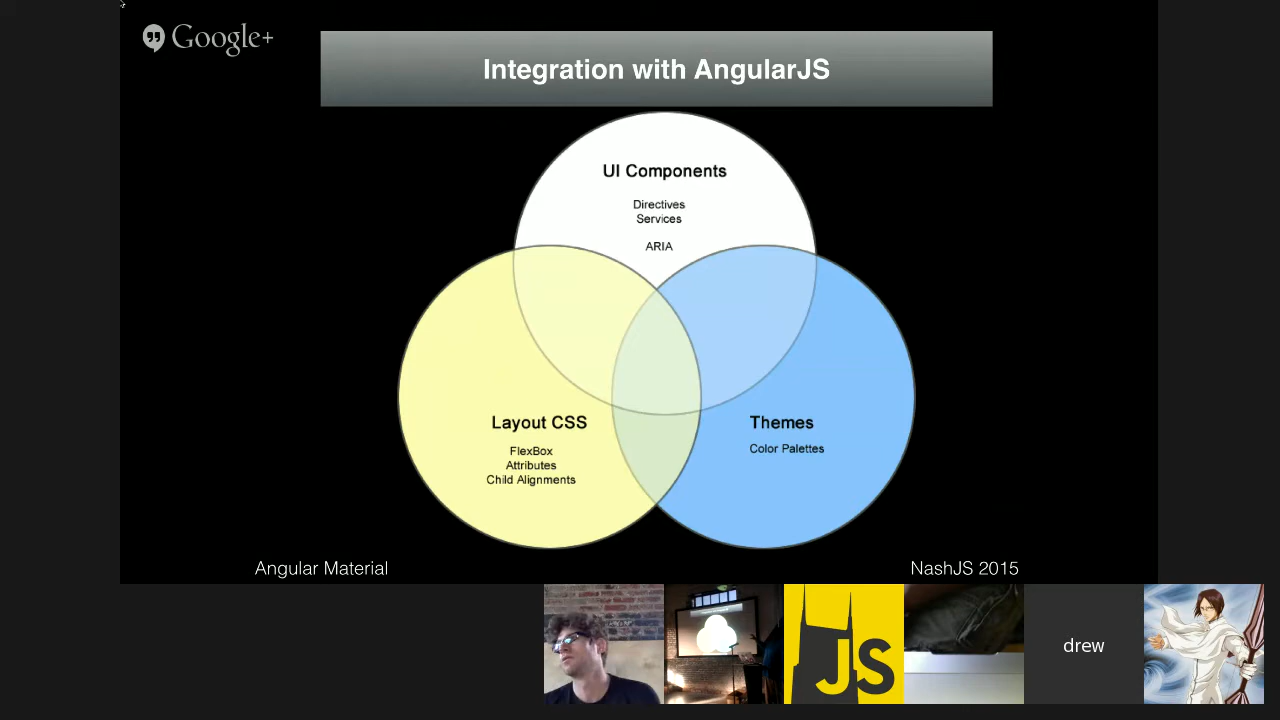 Google+
Integration with AngularJS
UI Components
Directives
Services
ARIA
Layout CSS
FlexBox
Attributes
Child Alignments
Themes
Color Palettes
Angular Material
NashJS 2015
JS
drew